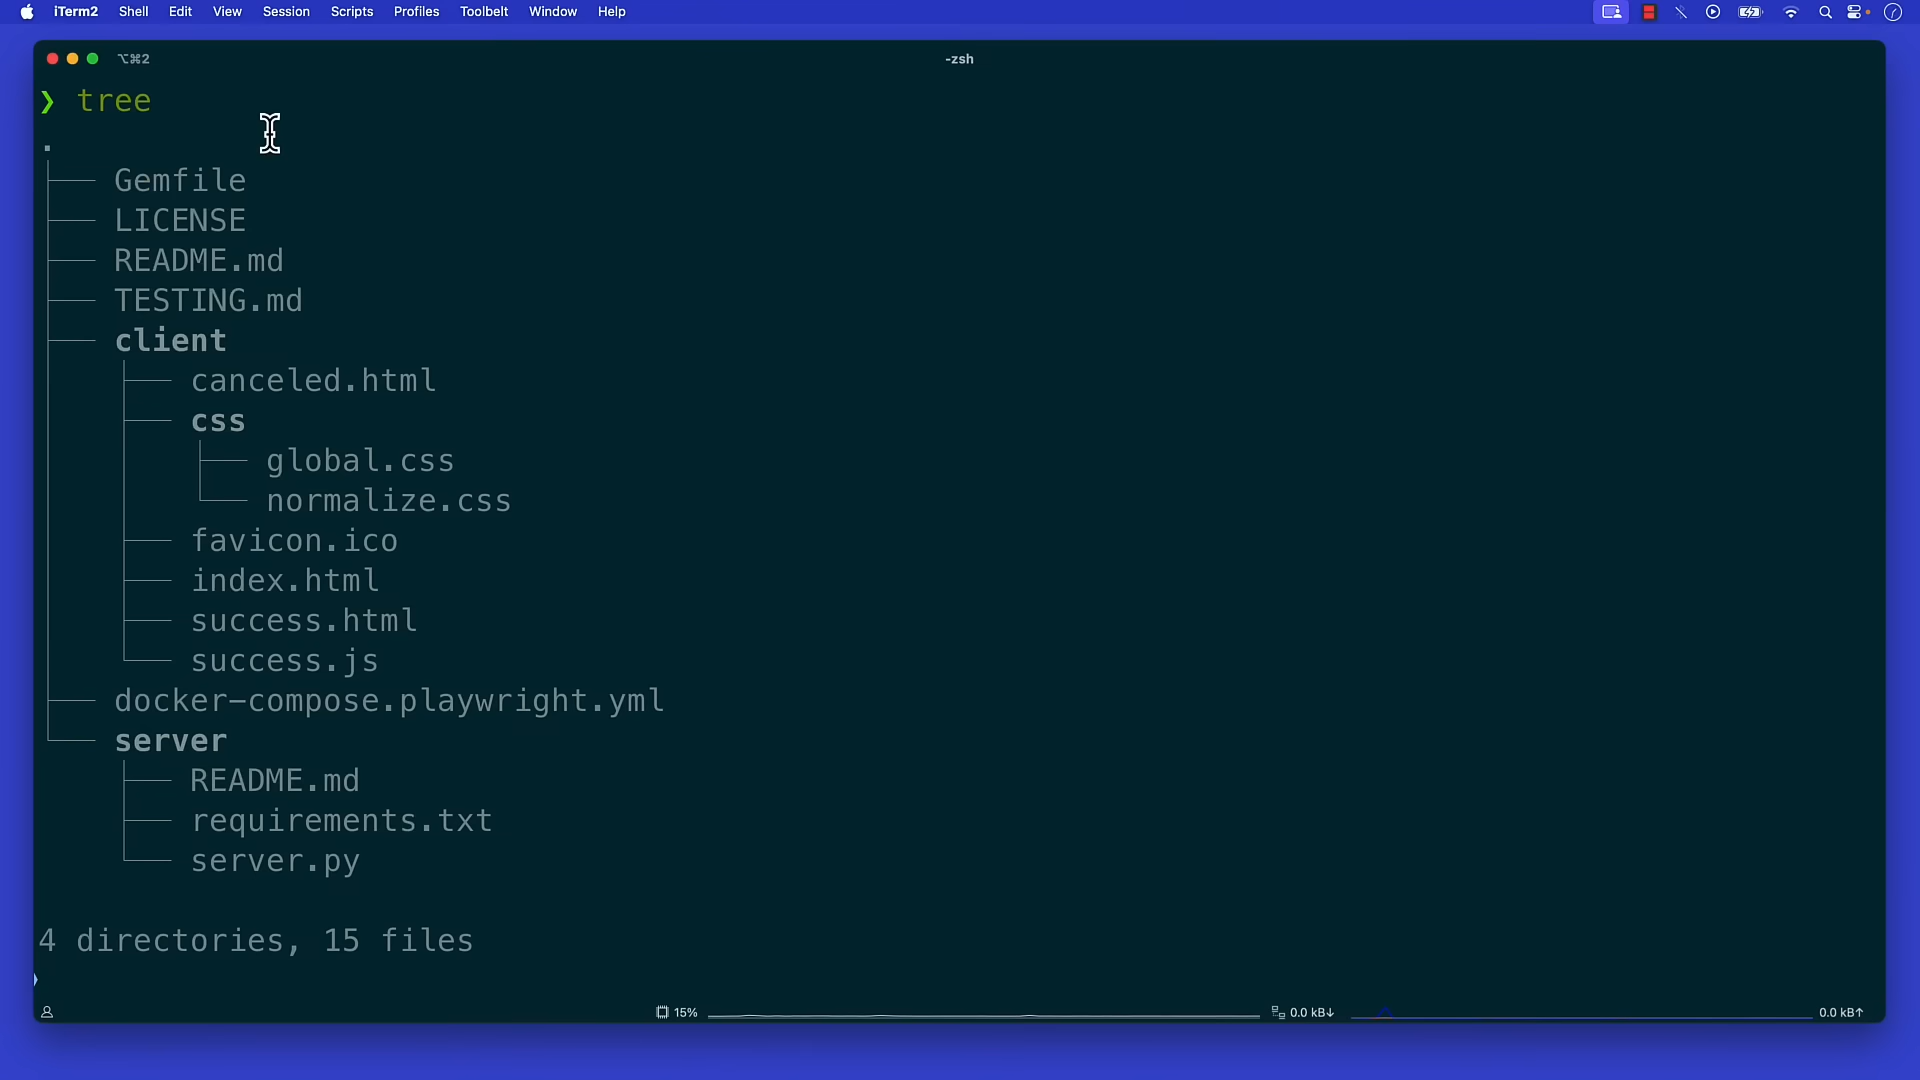 iTerm2 Shell Edit View Session Scripts Profiles Toolbelt Window Help
⌥⌘2 -zsh
❯ tree
.
├── Gemfile
├── LICENSE
├── README.md
├── TESTING.md
├── client
│   ├── canceled.html
│   ├── css
│   │   ├── global.css
│   │   └── normalize.css
│   ├── favicon.ico
│   ├── index.html
│   ├── success.html
│   └── success.js
├── docker-compose.playwright.yml
└── server
    ├── README.md
    ├── requirements.txt
    └── server.py
4 directories, 15 files
15% 0.0 kB↓ 0.0 kB↑